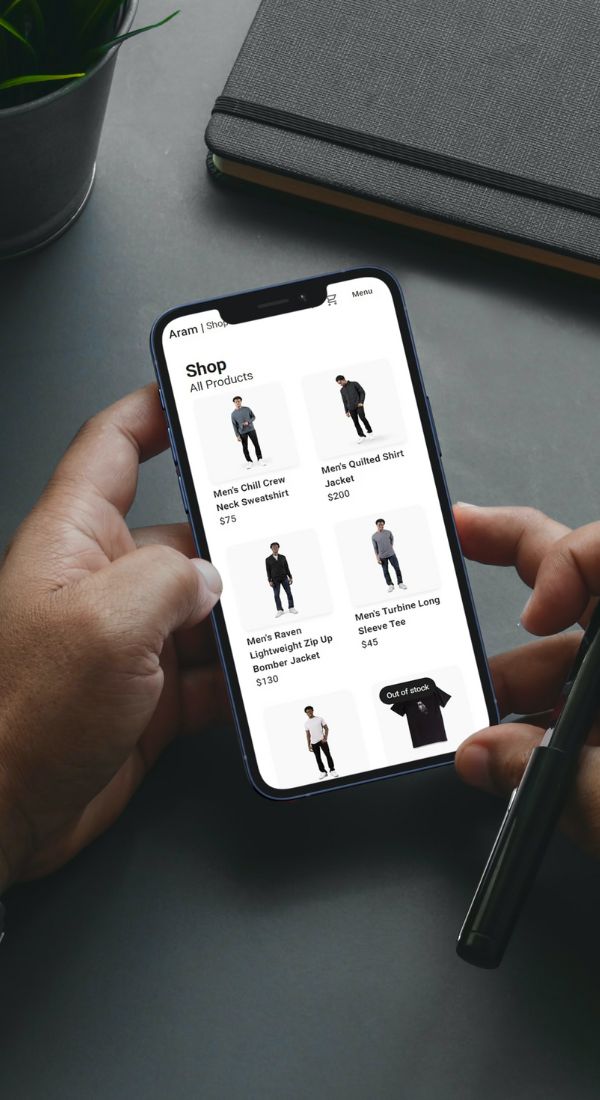 Aram | Shop
Menu
Shop
All Products
Men's Chill Crew
Neck Sweatshirt
$75
Men's Quilted Shirt
Jacket
$200
Men's Raven
Lightweight Zip Up
Bomber Jacket
$130
Men's Turbine Long
Sleeve Tee
$45
Out of stock